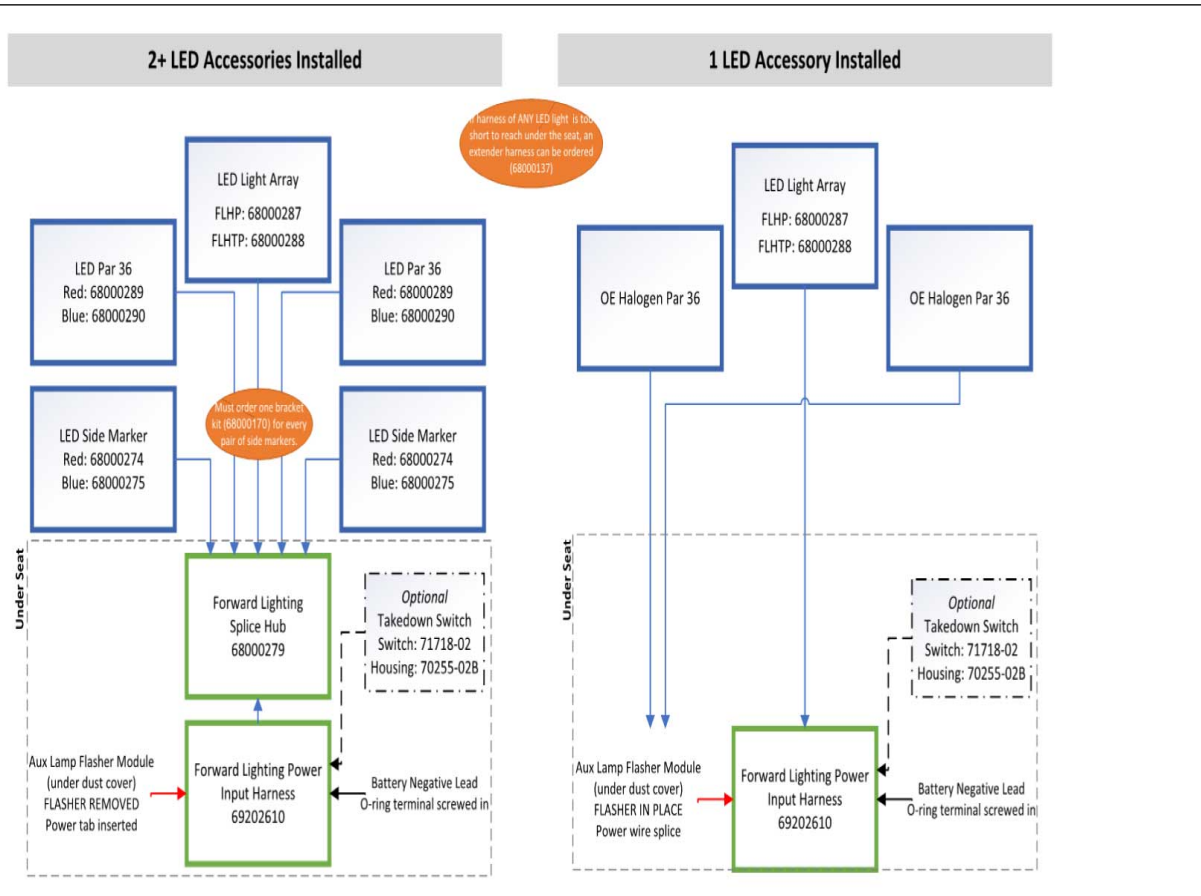 2+ LED Accessories Installed
1 LED Accessory Installed
harness of ANY LED light is too
short to reach under the seat, an
extender harness can be ordered
(68000137)
LED Light Array
FLHP: 68000287
FLHTP: 68000288
LED Par 36
Red: 68000289
Blue: 68000290
LED Par 36
Red: 68000289
Blue: 68000290
Must order one bracket
kit (68000170) for every
pair of side markers.
LED Side Marker
Red: 68000274
Blue: 68000275
LED Side Marker
Red: 68000274
Blue: 68000275
Under Seat
Forward Lighting
Splice Hub
68000279
Optional
Takedown Switch
Switch: 71718-02
Housing: 70255-02B
Aux Lamp Flasher Module
(under dust cover)
FLASHER REMOVED
Power tab inserted
Forward Lighting Power
Input Harness
69202610
Battery Negative Lead
O-ring terminal screwed in
LED Light Array
FLHP: 68000287
FLHTP: 68000288
OE Halogen Par 36
OE Halogen Par 36
Under Seat
Optional
Takedown Switch
Switch: 71718-02
Housing: 70255-02B
Aux Lamp Flasher Module
(under dust cover)
FLASHER IN PLACE
Power wire splice
Forward Lighting Power
Input Harness
69202610
Battery Negative Lead
O-ring terminal screwed in